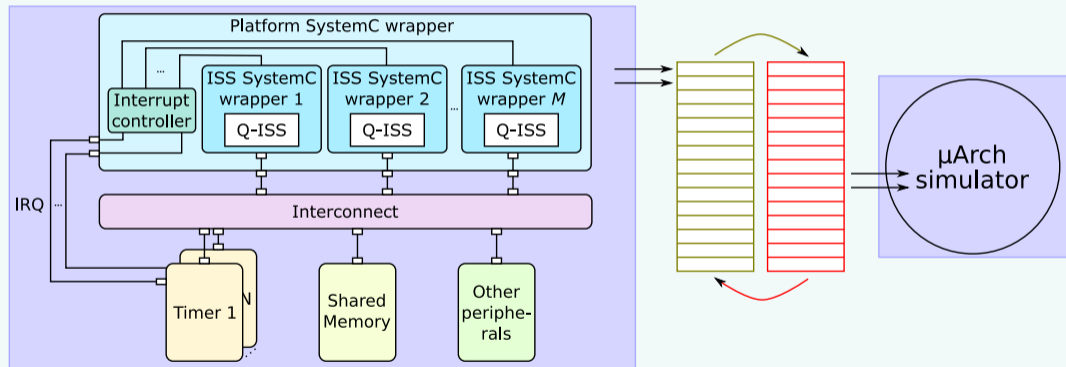 Platform SystemC wrapper
...
ISS SystemC
wrapper 1
Q-ISS
ISS SystemC
wrapper 2
Q-ISS
...
ISS SystemC
wrapper M
Q-ISS
Interrupt
controller
IRQ
...
Interconnect
N
Timer 1
...
Shared
Memory
Other
periphe-
rals
μArch
simulator